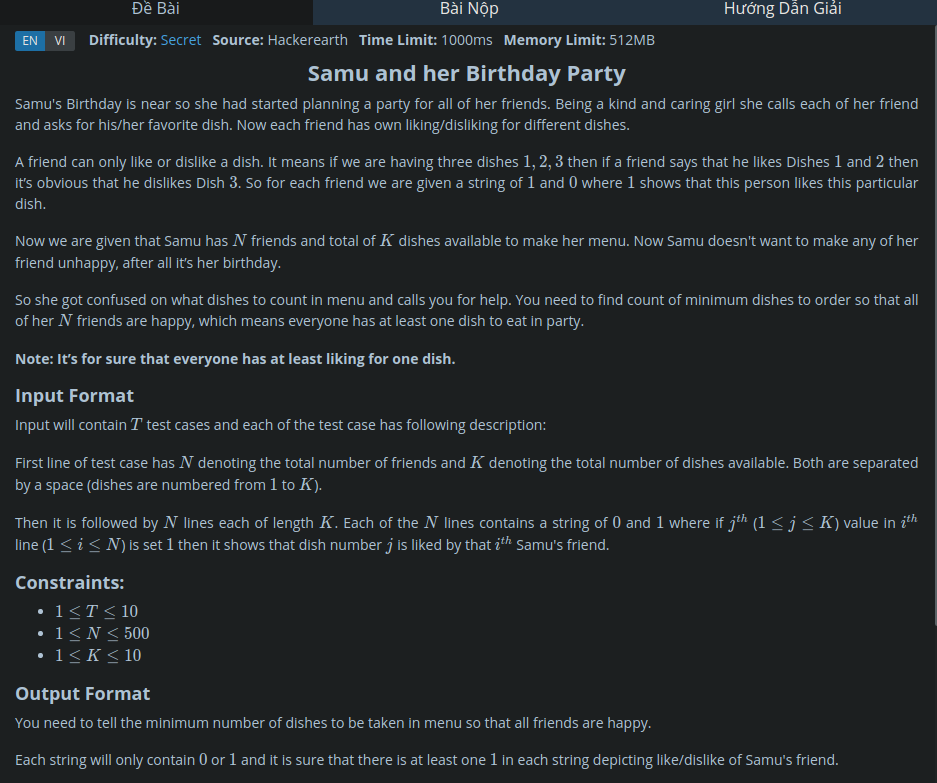 Đề Bài Bài Nộp Hướng Dẫn Giải
EN VI Difficulty: Secret Source: Hackerearth Time Limit: 1000ms Memory Limit: 512MB
Samu and her Birthday Party
Samu's Birthday is near so she had started planning a party for all of her friends. Being a kind and caring girl she calls each of her friend
and asks for his/her favorite dish. Now each friend has own liking/disliking for different dishes.
A friend can only like or dislike a dish. It means if we are having three dishes 1, 2, 3 then if a friend says that he likes Dishes 1 and 2 then
it's obvious that he dislikes Dish 3. So for each friend we are given a string of 1 and 0 where 1 shows that this person likes this particular
dish.
Now we are given that Samu has N friends and total of K dishes available to make her menu. Now Samu doesn't want to make any of her
friend unhappy, after all it's her birthday.
So she got confused on what dishes to count in menu and calls you for help. You need to find count of minimum dishes to order so that all
of her N friends are happy, which means everyone has at least one dish to eat in party.
Note: It's for sure that everyone has at least liking for one dish.
Input Format
Input will contain T test cases and each of the test case has following description:
First line of test case has N denoting the total number of friends and K denoting the total number of dishes available. Both are separated
by a space (dishes are numbered from 1 to K).
Then it is followed by N lines each of length K. Each of the N lines contains a string of 0 and 1 where if j^th (1 ≤ j ≤ K) value in i^th
line (1 ≤ i ≤ N) is set 1 then it shows that dish number j is liked by that i^th Samu's friend.
Constraints:
• 1 ≤ T ≤ 10
• 1 ≤ N ≤ 500
• 1 ≤ K ≤ 10
Output Format
You need to tell the minimum number of dishes to be taken in menu so that all friends are happy.
Each string will only contain 0 or 1 and it is sure that there is at least one 1 in each string depicting like/dislike of Samu's friend.